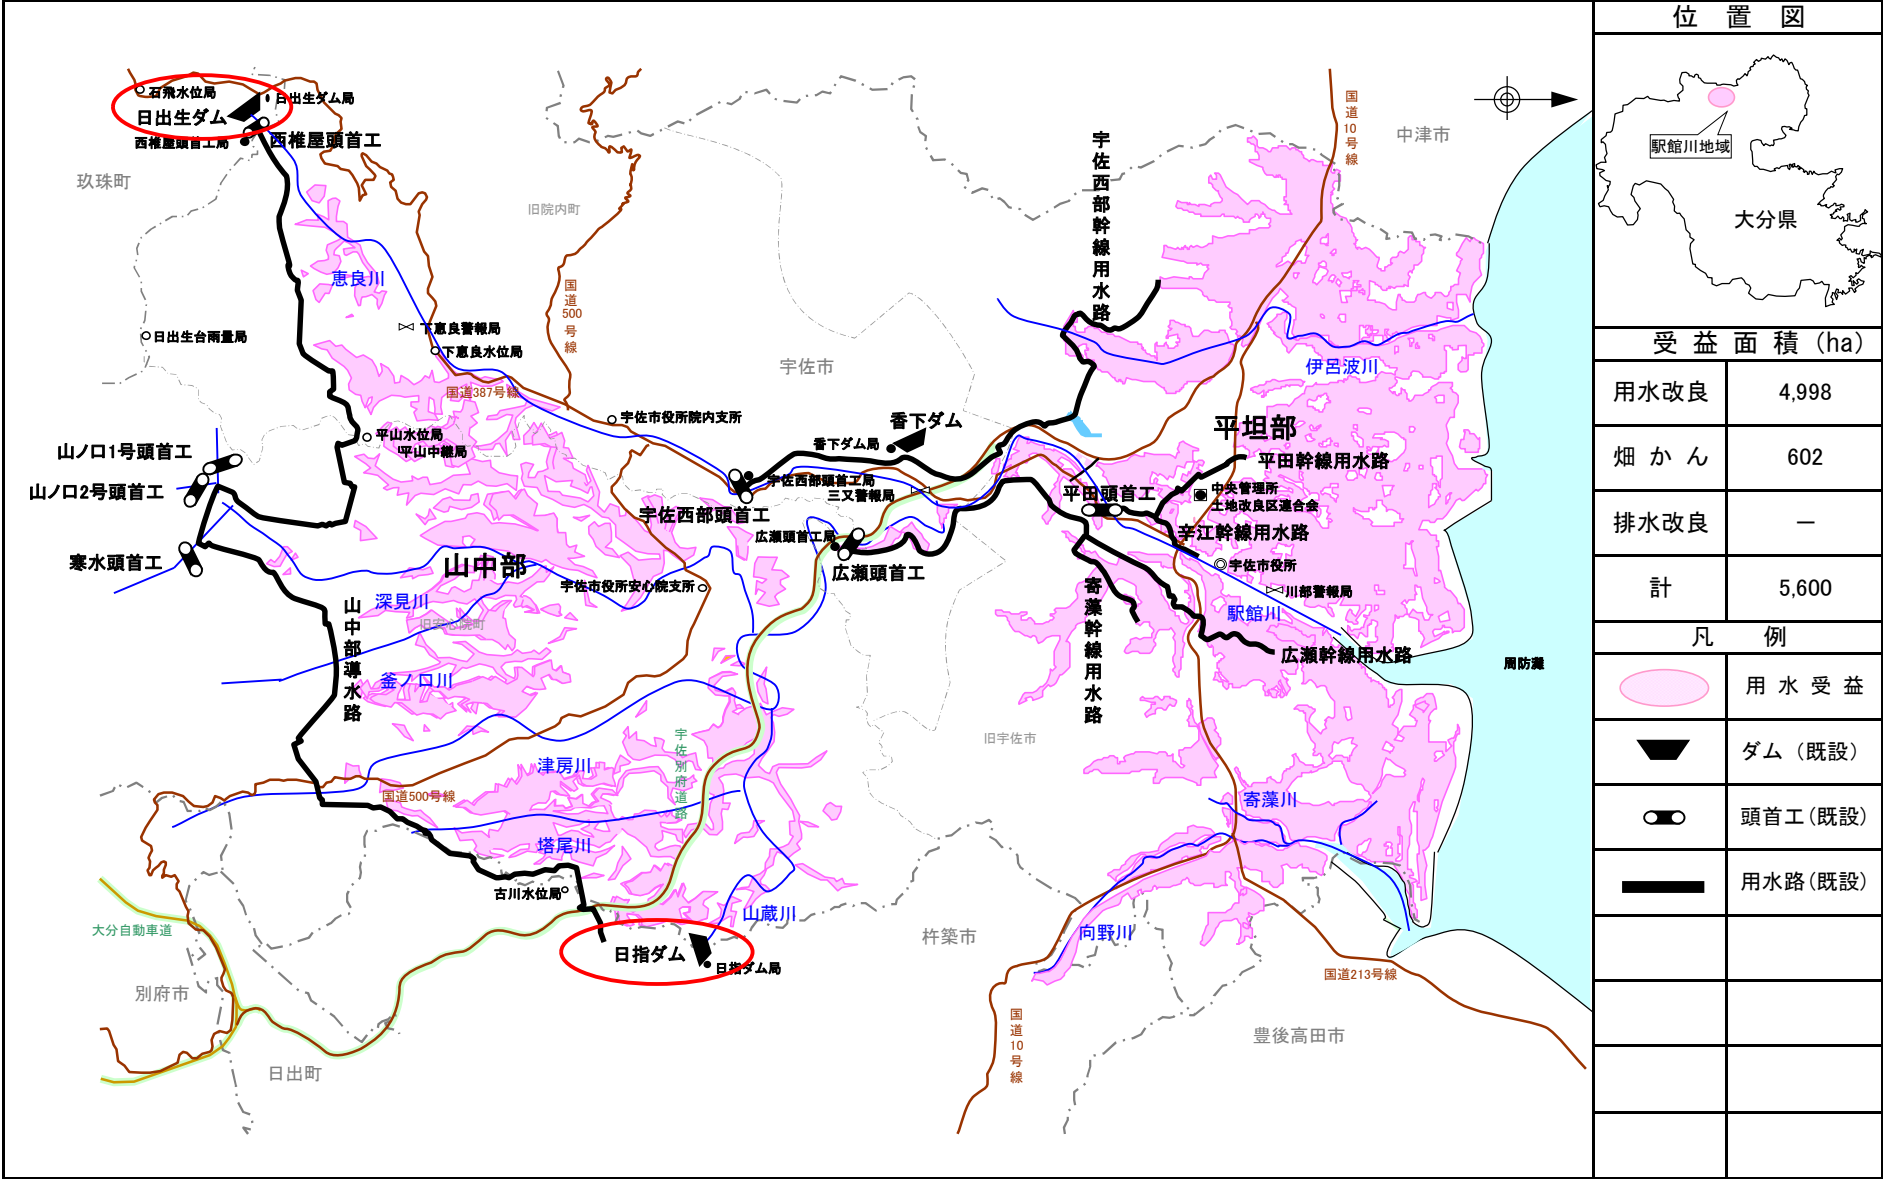 石飛水位局
日出生ダム
日出生ダム局
西椎屋頭首工局
西椎屋頭首工
玖珠町
恵良川
日出生台雨量局
下恵良警報局
下恵良水位局
国道387号線
旧院内町
国道500号線
宇佐市
宇佐市役所院内支所
平山水位局
平山中継局
山ノ口1号頭首工
山ノ口2号頭首工
寒水頭首工
山中部
深見川
旧安心院町
釜ノ口川
山中部導水路
宇佐市役所安心院支所
香下ダム
香下ダム局
宇佐西部頭首工局
三又警報局
宇佐西部頭首工
広瀬頭首工局
広瀬頭首工
宇佐西部幹線用水路
国道10号線
中津市
伊呂波川
平坦部
平田幹線用水路
平田頭首工
中央管理所
土地改良区連合会
辛江幹線用水路
宇佐市役所
川部警報局
駅館川
広瀬幹線用水路
寄藻幹線用水路
周防灘
旧宇佐市
宇佐別府道路
津房川
国道500号線
塔尾川
古川水位局
山蔵川
日指ダム
日指ダム局
大分自動車道
別府市
日出町
杵築市
寄藻川
向野川
国道213号線
国道10号線
豊後高田市
位置図
駅館川地域
大分県
受益面積(ha)
用水改良 4,998
畑かん 602
排水改良 －
計 5,600
凡例
用水受益
ダム(既設)
頭首工(既設)
用水路(既設)